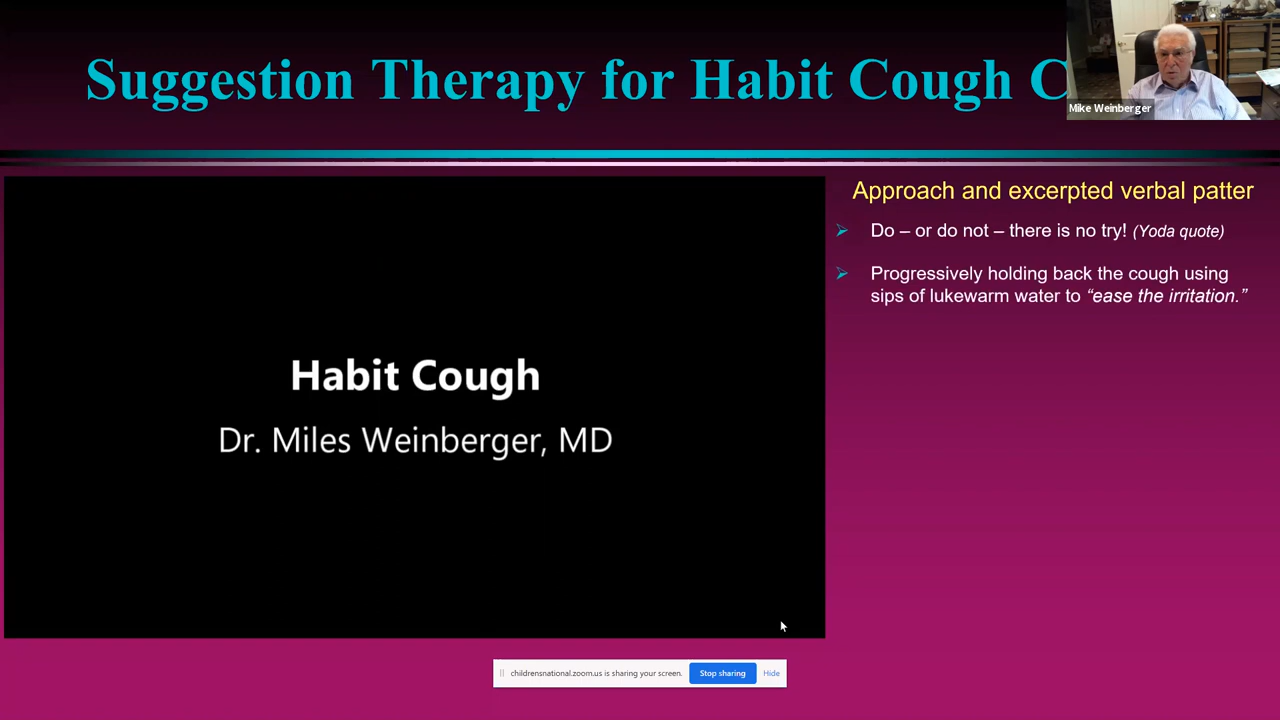 Suggestion Therapy for Habit Cough C
Mike Weinberger
Habit Cough
Dr. Miles Weinberger, MD
Approach and excerpted verbal patter
Do – or do not – there is no try! (Yoda quote)
Progressively holding back the cough using
sips of lukewarm water to “ease the irritation.”
childrensnational.zoom.us is sharing your screen. Stop sharing Hide